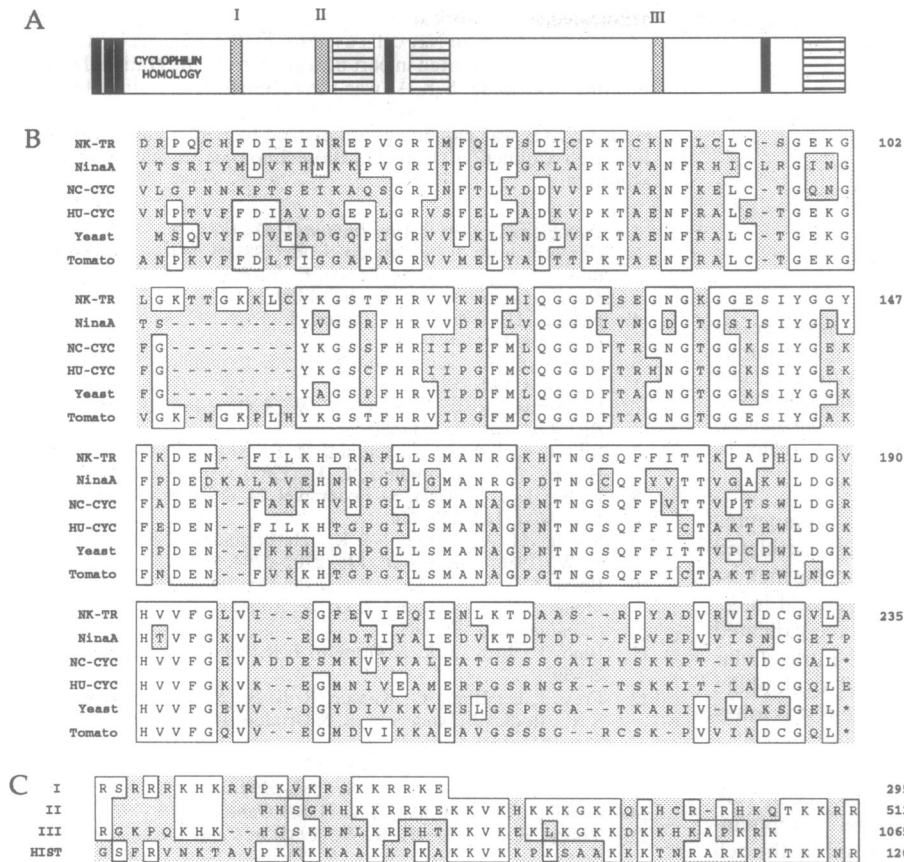 A
I II III
CYCLOPHILIN
HOMOLOGY
B
NK-TR D R P Q C H F D I E I N R E P V G R I M F Q L F S D I C P K T C K N F L C L C - S G E K G 102
NinaA V T S R I Y M D V K H N K K P V G R I T F G L F G K L A P K T V A N F R H I C L R G I N G
NC-CYC V L G P N N K P T S E I K A Q S G R I N F T L Y D D V V P K T A R N F K E L C - T G Q N G
HU-CYC V N P T V F F D I A V D G E P L G R V S F E L F A D K V P K T A E N F R A L S - T G E K G
Yeast M S Q V Y F D V E A D G Q P I G R V V F K L Y N D I V P K T A E N F R A L C - T G E K G
Tomato A N P K V F F D L T I G G A P A G R V V M E L Y A D T T P K T A E N F R A L C - T G E K G
NK-TR L G K T T G K K L C Y K G S T F H R V V K N F M I Q G G D F S E G N G K G G E S I Y G G Y 147
NinaA T S - - - - - - - - Y V G S R F H R V V D R F L V Q G G D I V N G D G T G S I S I Y G D Y
NC-CYC F G - - - - - - - - Y K G S S F H R I I P E F M L Q G G D F T R G N G T G G K S I Y G E K
HU-CYC F G - - - - - - - - Y K G S C F H R I I P G F M C Q G G D F T R H N G T G G K S I Y G E K
Yeast F G - - - - - - - - Y A G S P F H R V I P D F M L Q G G D F T A G N G T G G K S I Y G G K
Tomato V G K - M G K P L H Y K G S T F H R V I P G F M C Q G G D F T A G N G T G G E S I Y G A K
NK-TR F K D E N - - F I L K H D R A F L L S M A N R G K H T N G S Q F F I T T K P A P H L D G V 190
NinaA F P D E D K A L A V E H N R P G Y L G M A N R G P D T N G C Q F Y V T T V G A K W L D G K
NC-CYC F A D E N - - F A K K H V R P G L L S M A N A G P N T N G S Q F F V T T V P T S W L D G R
HU-CYC F E D E N - - F I L K H T G P G I L S M A N A G P N T N G S Q F F I C T A K T E W L D G K
Yeast F P D E N - - F K K H H D R P G L L S M A N A G P N T N G S Q F F I T T V P C P W L D G K
Tomato F N D E N - - F V K K H T G P G I L S M A N A G P G T N G S Q F F I C T A K T E W L N G K
NK-TR H V V F G L V I - - S G F E V I E Q I E N L K T D A A S - - R P Y A D V R V I D C G V L A 235
NinaA H T V F G K V L - - E G M D T I Y A I E D V K T D T D D - - F P V E P V V I S N C G E I P
NC-CYC H V V F G E V A D D E S M K V V K A L E A T G S S S G A I R Y S K K P T - I V D C G A L *
HU-CYC H V V F G K V K - - E G M N I V E A M E R F G S R N G K - - T S K K I T - I A D C G Q L E
Yeast H V V F G E V V - - D G Y D I V K K V E S L G S P S G A - - T K A R I V - V A K S G E L *
Tomato H V V F G Q V V - - E G M D V I K K A E A V G S S S G - - R C S K - P V V I A D C G Q L *
C
I R S R R R K H K R R P K V K R S K K R R K E 295
II R H S G H H K K R R K E K K V K H K K K G K K Q K H C R - R H K Q T K K R R 513
III R G K P Q K H K - - H G S K E N L K R E H T K K V K E K L K G K K D K K H K A P K R K 1065
HIST G S F R V N K T A V P K K K K A A K K P K A K K V K K P K S A A K K K T N R A R K P K T K K N R 120